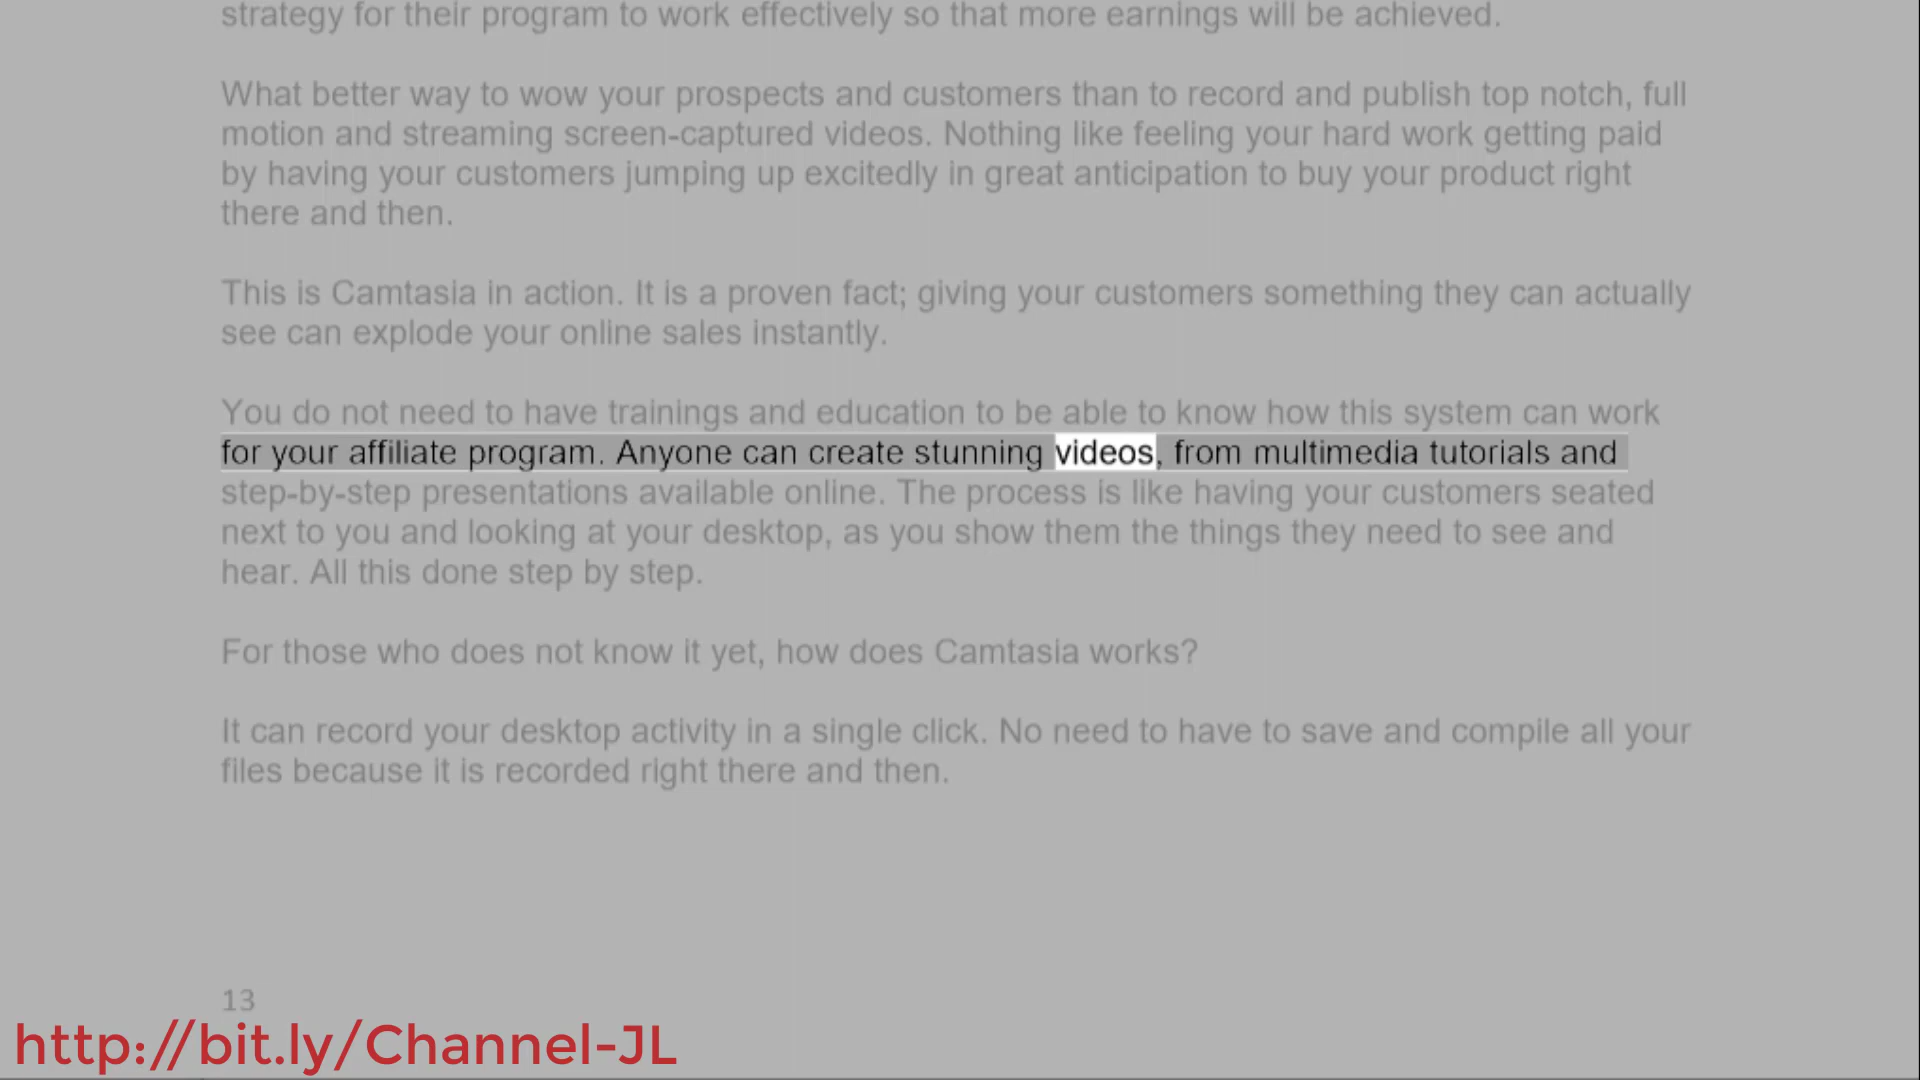 strategy for their program to work effectively so that more earnings will be achieved.
What better way to wow your prospects and customers than to record and publish top notch, full
motion and streaming screen-captured videos. Nothing like feeling your hard work getting paid
by having your customers jumping up excitedly in great anticipation to buy your product right
there and then.
This is Camtasia in action. It is a proven fact; giving your customers something they can actually
see can explode your online sales instantly.
You do not need to have trainings and education to be able to know how this system can work
for your affiliate program. Anyone can create stunning videos, from multimedia tutorials and
step-by-step presentations available online. The process is like having your customers seated
next to you and looking at your desktop, as you show them the things they need to see and
hear. All this done step by step.
For those who does not know it yet, how does Camtasia works?
It can record your desktop activity in a single click. No need to have to save and compile all your
files because it is recorded right there and then.
13
http://bit.ly/Channel-JL